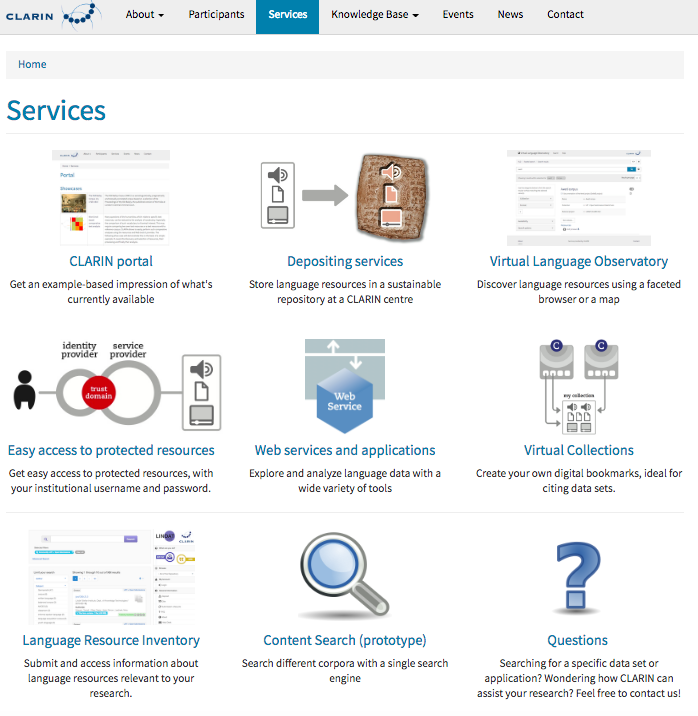 CLARIN
About
Participants
Services
Knowledge Base
Events
News
Contact
Home
Services
CLARIN
Portal
CLARIN portal
Get an example-based impression of what's
currently available
Depositing services
Store language resources in a sustainable
repository at a CLARIN centre
Virtual Language Observatory
Discover language resources using a faceted
browser or a map
identity
provider
service
provider
trust
domain
Easy access to protected resources
Get easy access to protected resources, with
your institutional username and password.
Web
Service
Web services and applications
Explore and analyze language data with a
wide variety of tools
C
C
my collection
Virtual Collections
Create your own digital bookmarks, ideal for
citing data sets.
LINDAT
CLARIN
Language Resource Inventory
Submit and access information about
language resources relevant to your
research.
Content Search (prototype)
Search different corpora with a single search
engine
?
Questions
Searching for a specific data set or
application? Wondering how CLARIN can
assist your research? Feel free to contact us!